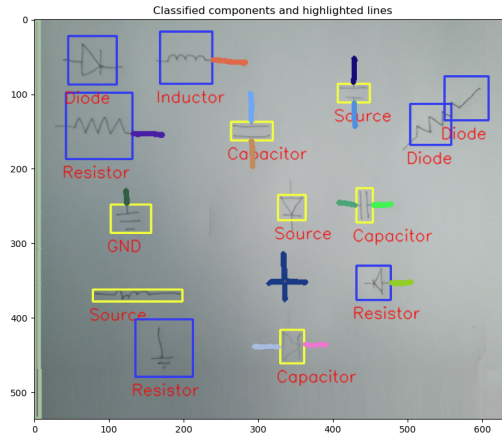 Classified components and highlighted lines
0
100
200
300
400
500
0
100
200
300
400
500
600
Diode
Inductor
Source
Diode
Resistor
Capacitor
Diode
GND
Source
Capacitor
Source
Resistor
Resistor
Capacitor